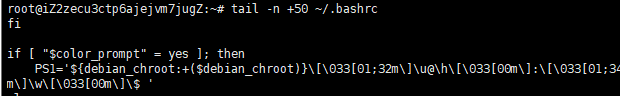 root@iZ2zecu3ctp6ajejvm7jugZ:~# tail -n +50 ~/.bashrc
fi
if [ "$color_prompt" = yes ]; then
    PS1='${debian_chroot:+($debian_chroot)}\[\033[01;32m\]\u@\h\[\033[00m\]:\[\033[01;34
m\]\w\[\033[00m\]\$ '